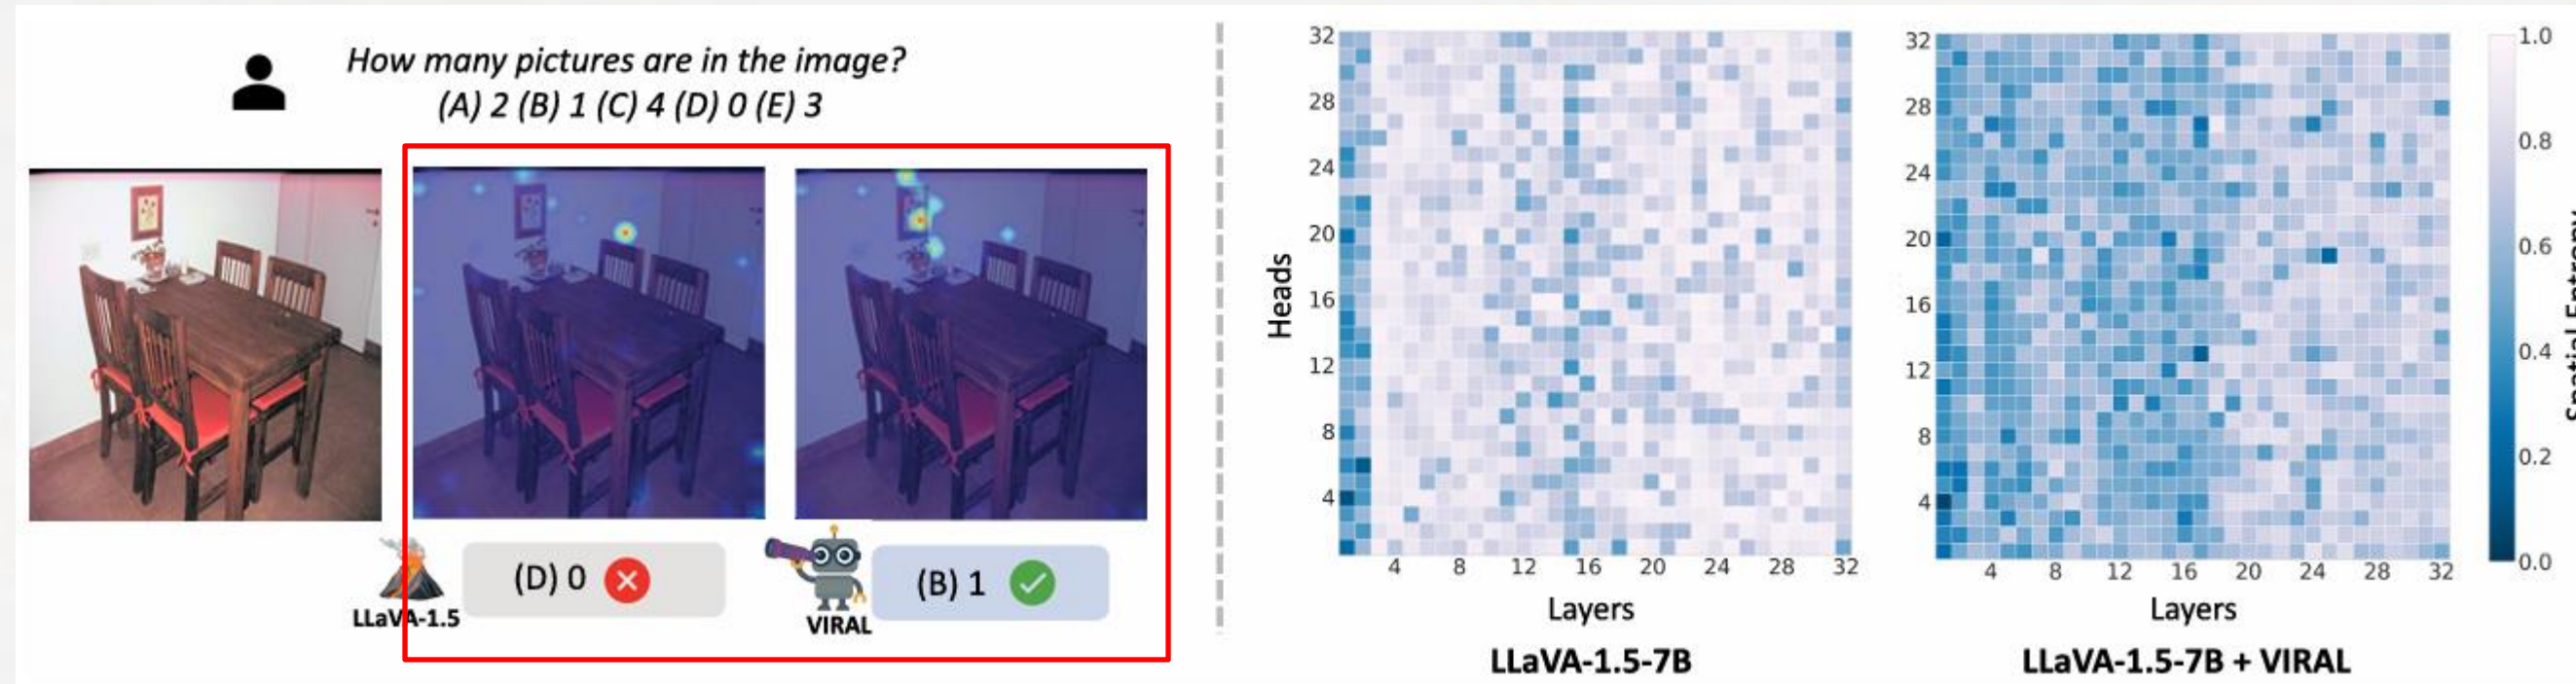 How many pictures are in the image?
(A) 2 (B) 1 (C) 4 (D) 0 (E) 3
LLaVA-1.5
(D) 0
VIRAL
(B) 1
Heads
32
28
24
20
16
12
8
4
4 8 12 16 20 24 28 32
Layers
LLaVA-1.5-7B
32
28
24
20
16
12
8
4
4 8 12 16 20 24 28 32
Layers
LLaVA-1.5-7B + VIRAL
1.0
0.8
0.6
0.4
0.2
0.0
Spatial Entropy